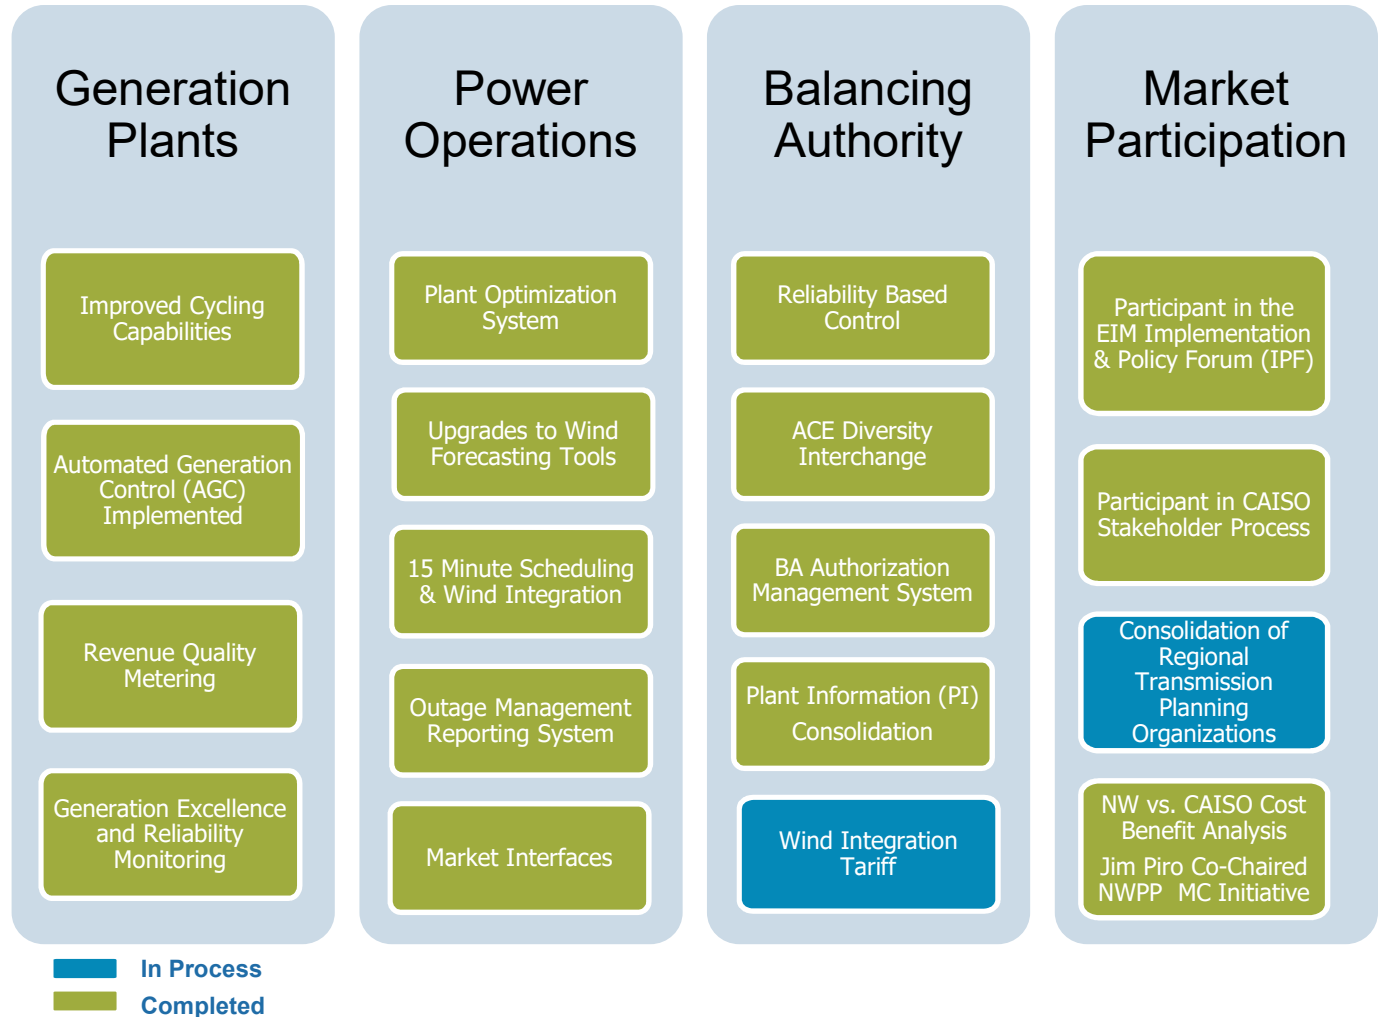 Generation
Plants
Improved Cycling
Capabilities
Automated Generation
Control (AGC)
Implemented
Revenue Quality
Metering
Generation Excellence
and Reliability
Monitoring
Power
Operations
Plant Optimization
System
Upgrades to Wind
Forecasting Tools
15 Minute Scheduling
& Wind Integration
Outage Management
Reporting System
Market Interfaces
Balancing
Authority
Reliability Based
Control
ACE Diversity
Interchange
BA Authorization
Management System
Plant Information (PI)
Consolidation
Wind Integration
Tariff
Market
Participation
Participant in the
EIM Implementation
& Policy Forum (IPF)
Participant in CAISO
Stakeholder Process
Consolidation of
Regional
Transmission
Planning
Organizations
NW vs. CAISO Cost
Benefit Analysis
Jim Piro Co-Chaired
NWPP MC Initiative
In Process
Completed